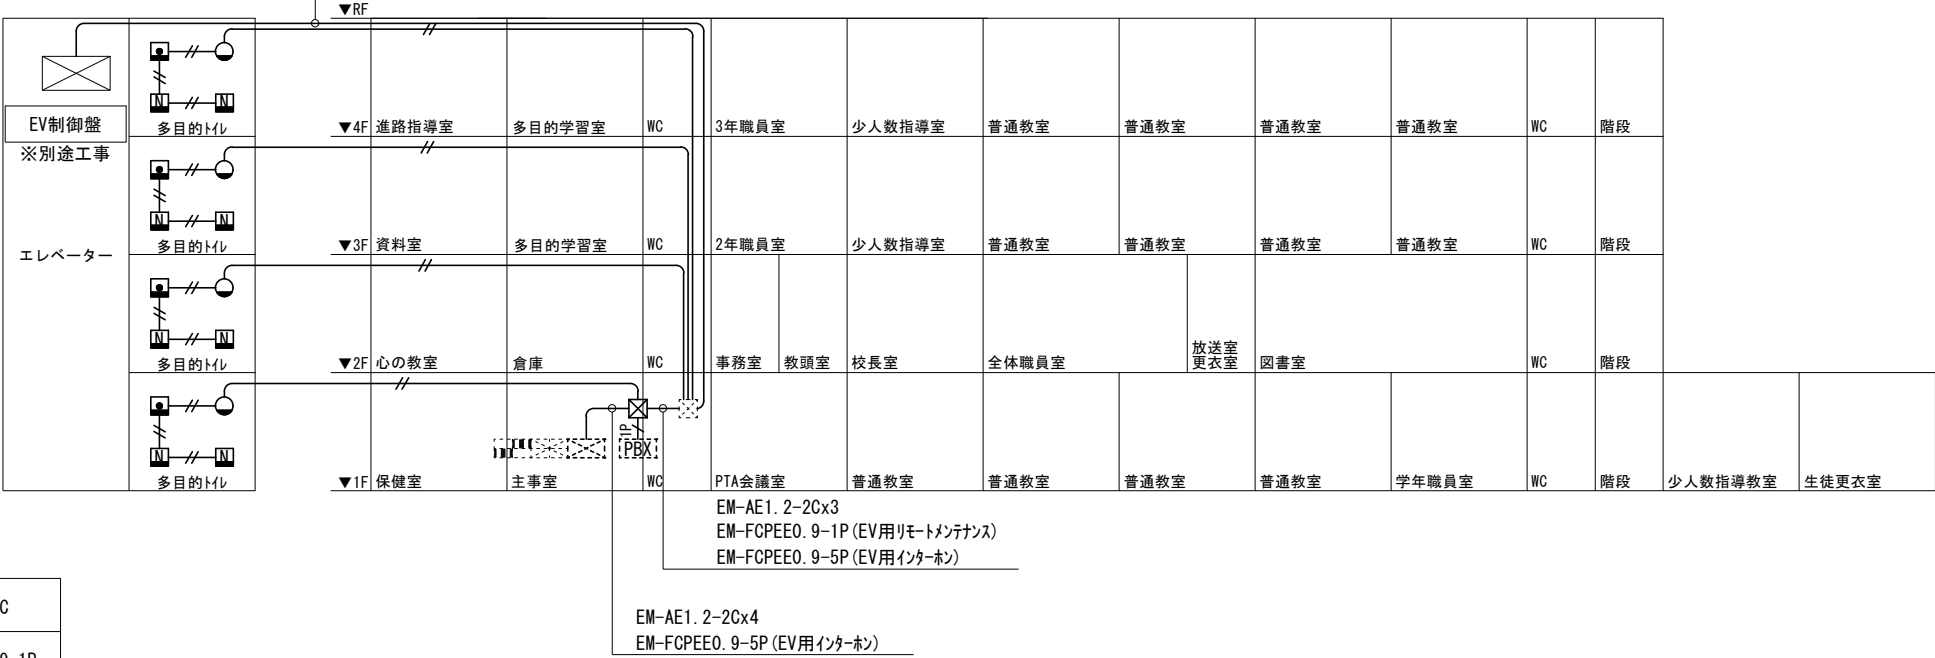 ▼RF
EV制御盤
※別途工事
エレベーター
N N
多目的ﾄｲﾚ
▼4F 進路指導室 多目的学習室 WC 3年職員室 少人数指導室 普通教室 普通教室 普通教室 普通教室 WC 階段
N N
多目的ﾄｲﾚ
▼3F 資料室 多目的学習室 WC 2年職員室 少人数指導室 普通教室 普通教室 普通教室 普通教室 WC 階段
N N
多目的ﾄｲﾚ
▼2F 心の教室 倉庫 WC 事務室 教頭室 校長室 全体職員室 放送室 更衣室 図書室 WC 階段
1P
PBX
N N
多目的ﾄｲﾚ
▼1F 保健室 主事室 WC PTA会議室 普通教室 普通教室 普通教室 普通教室 学年職員室 WC 階段 少人数指導教室 生徒更衣室
EM-AE1.2-2Cx3
EM-FCPEE0.9-1P(EV用ﾘﾓｰﾄﾒﾝﾃﾅﾝｽ)
EM-FCPEE0.9-5P(EV用ｲﾝﾀｰﾎﾝ)
EM-AE1.2-2Cx4
EM-FCPEE0.9-5P(EV用ｲﾝﾀｰﾎﾝ)
C